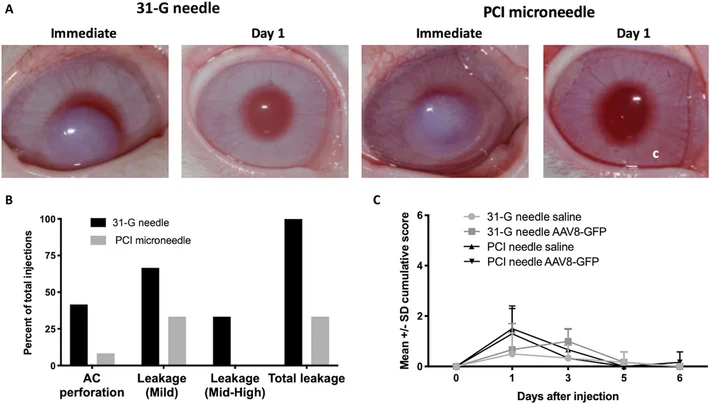 A
31-G needle
PCI microneedle
Immediate
Day 1
Immediate
Day 1
c
B
Percent of total injections
100
75
50
25
0
31-G needle
PCI microneedle
AC
perforation
Leakage
(Mild)
Leakage
(Mid-High)
Total leakage
C
Mean +/- SD cumulative score
6
4
2
0
31-G needle saline
31-G needle AAV8-GFP
PCI needle saline
PCI needle AAV8-GFP
0
1
3
5
6
Days after injection